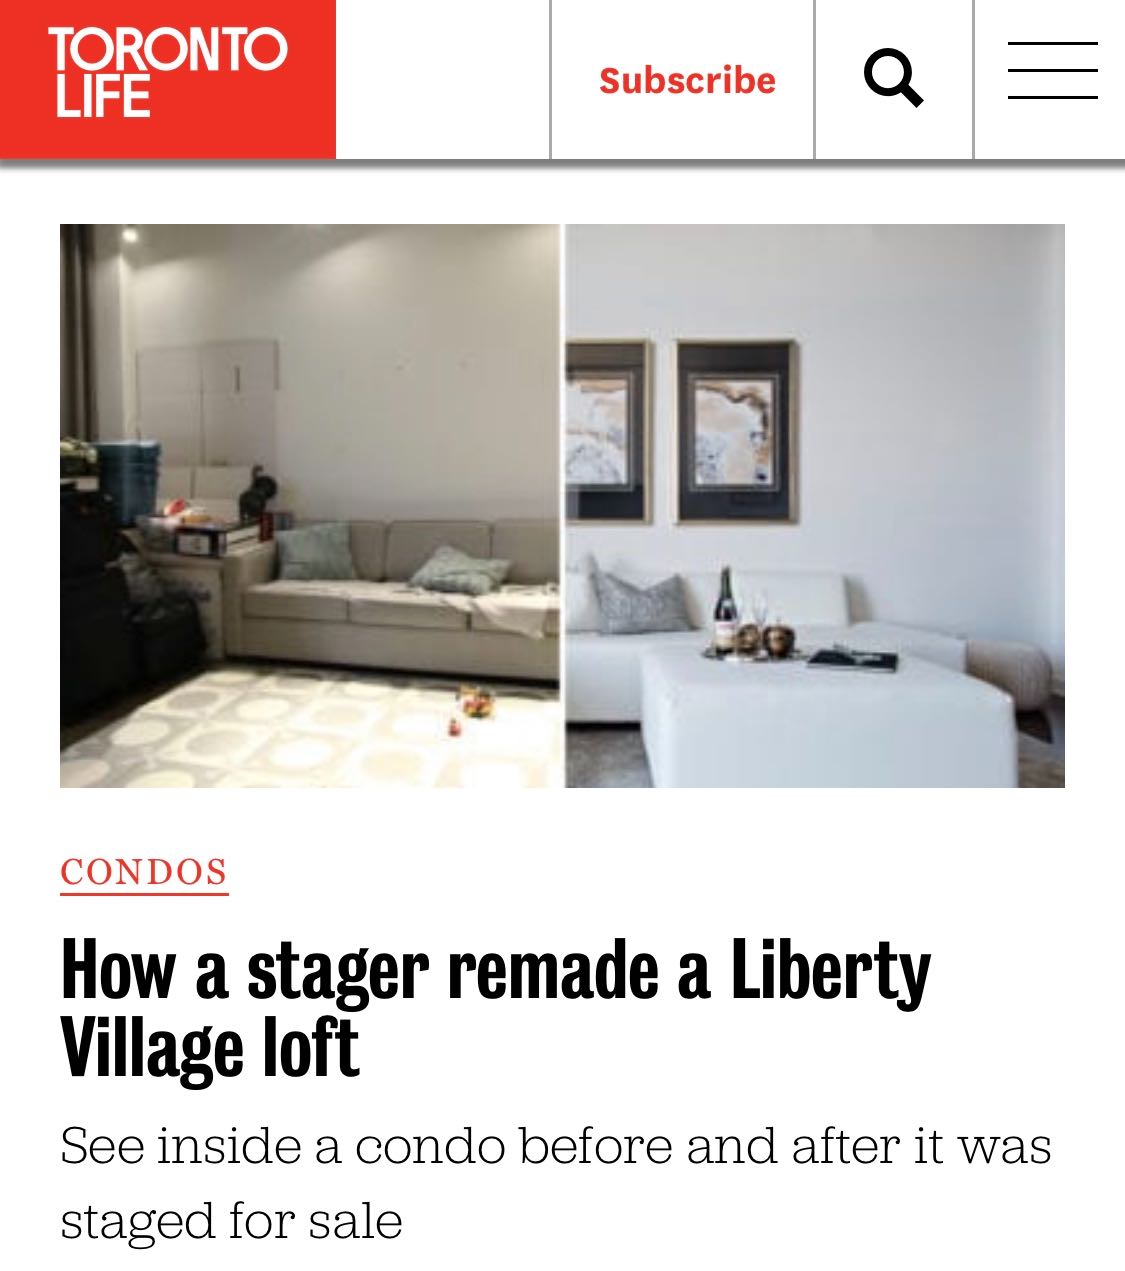 TORONTO
LIFE
Subscribe
CONDOS
How a stager remade a Liberty
Village loft
See inside a condo before and after it was
staged for sale